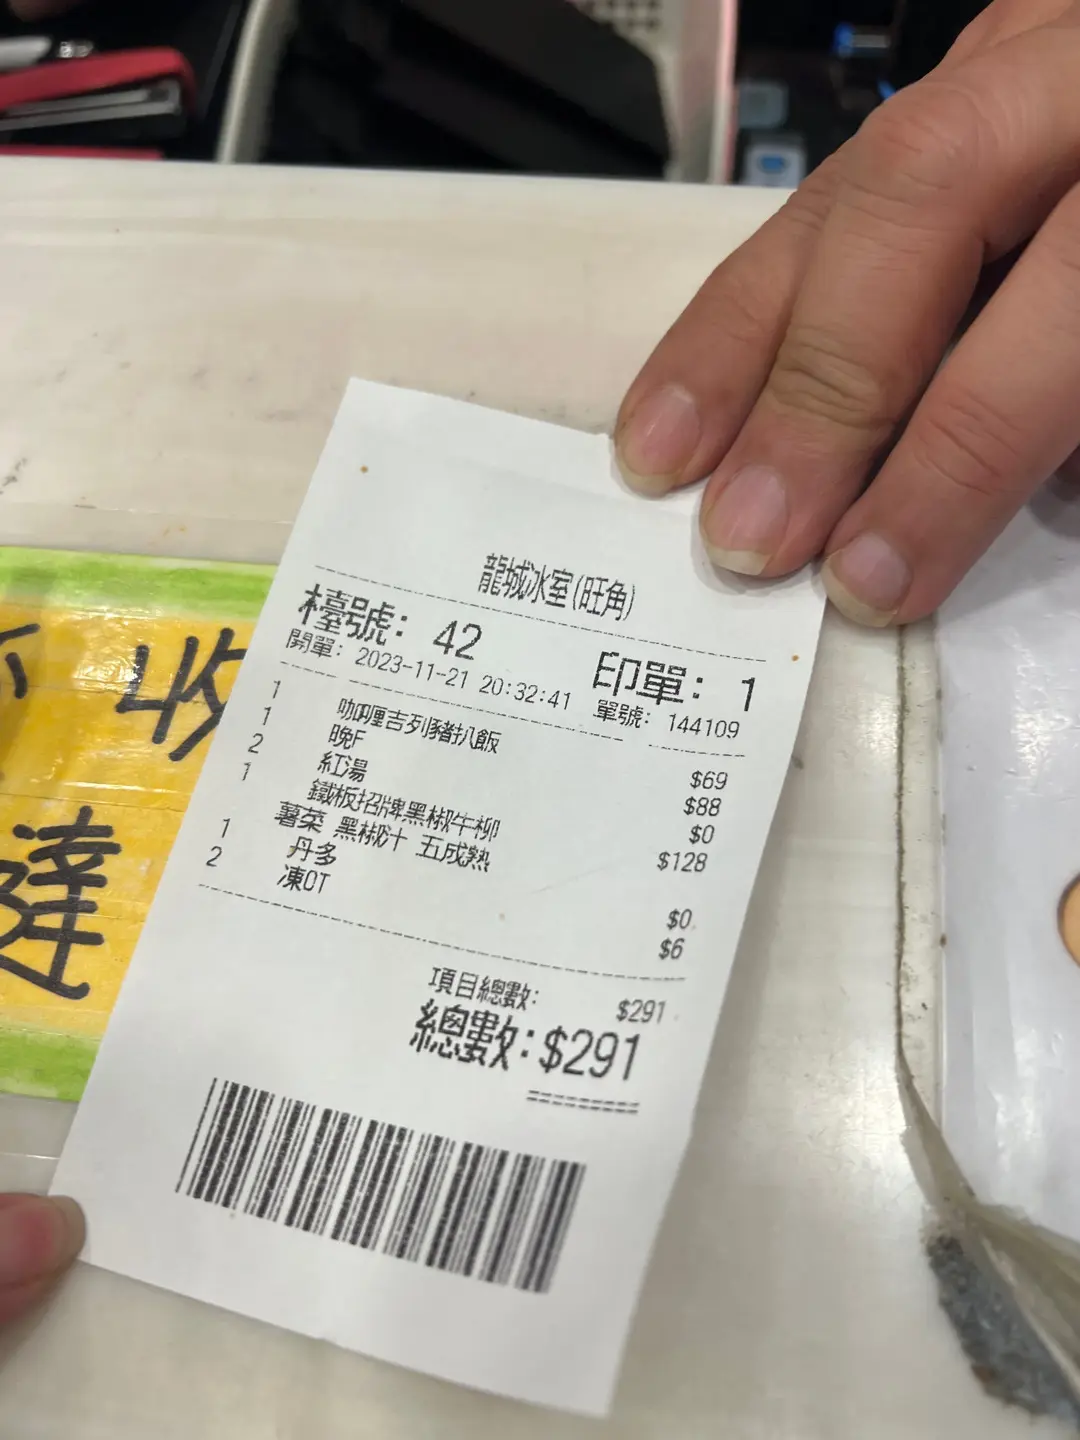 龍城冰室(旺角)
檯號: 42
印單: 1
開單: 2023-11-21 20:32:41
單號: 144109
1 咖喱吉列豬扒飯 $69
1 晚F $88
2 紅湯 $0
1 鐵板招牌黑椒牛柳 $128
薯菜 黑椒汁 五成熟
1 丹多 $0
2 凍OT $6
項目總數: $291
總數: $291
收
達